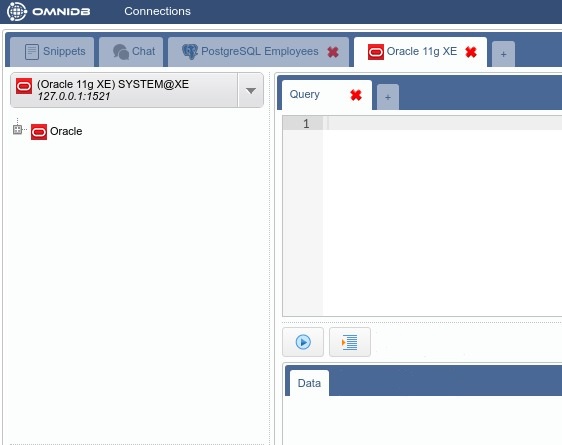 OMNIDB Connections
Snippets Chat PostgreSQL Employees Oracle 11g XE +
(Oracle 11g XE) SYSTEM@XE
127.0.0.1:1521
Oracle
Query +
1
Data